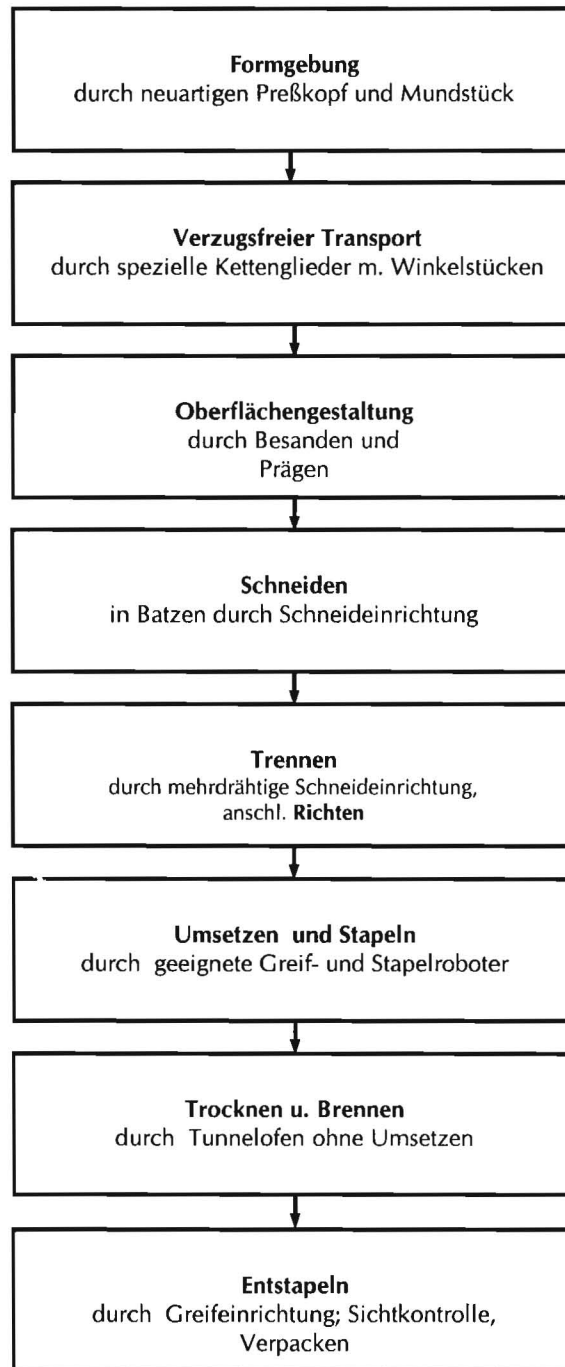 Formgebung
durch neuartigen Preßkopf und Mundstück
Verzugsfreier Transport
durch spezielle Kettenglieder m. Winkelstücken
Oberflächengestaltung
durch Besanden und
Prägen
Schneiden
in Batzen durch Schneideinrichtung
Trennen
durch mehrdrähtige Schneideinrichtung,
anschl. Richten
Umsetzen und Stapeln
durch geeignete Greif- und Stapelroboter
Trocknen u. Brennen
durch Tunnelofen ohne Umsetzen
Entstapeln
durch Greifeinrichtung; Sichtkontrolle,
Verpacken